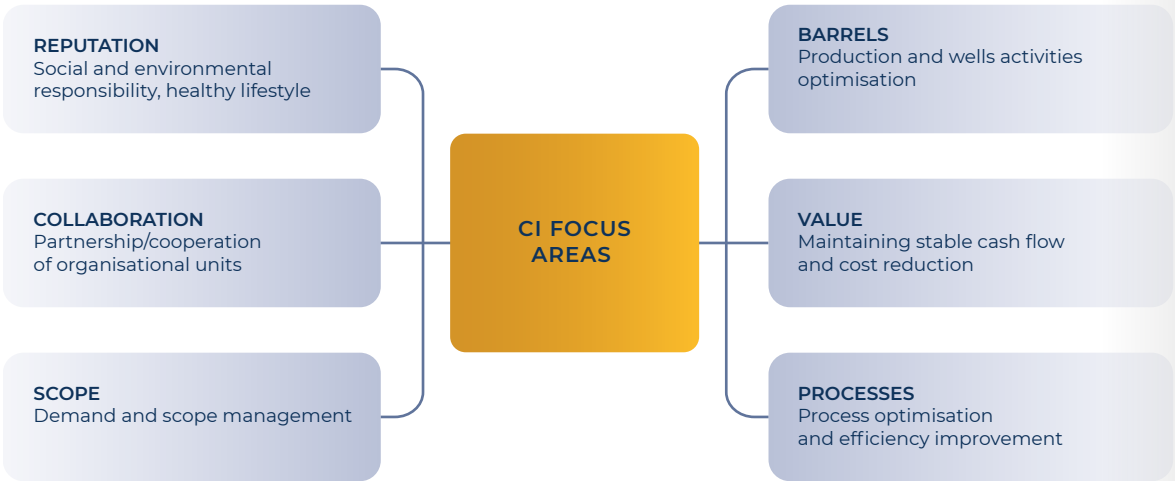 REPUTATION
Social and environmental
responsibility, healthy lifestyle
COLLABORATION
Partnership/cooperation
of organisational units
SCOPE
Demand and scope management
CI FOCUS
AREAS
BARRELS
Production and wells activities
optimisation
VALUE
Maintaining stable cash flow
and cost reduction
PROCESSES
Process optimisation
and efficiency improvement